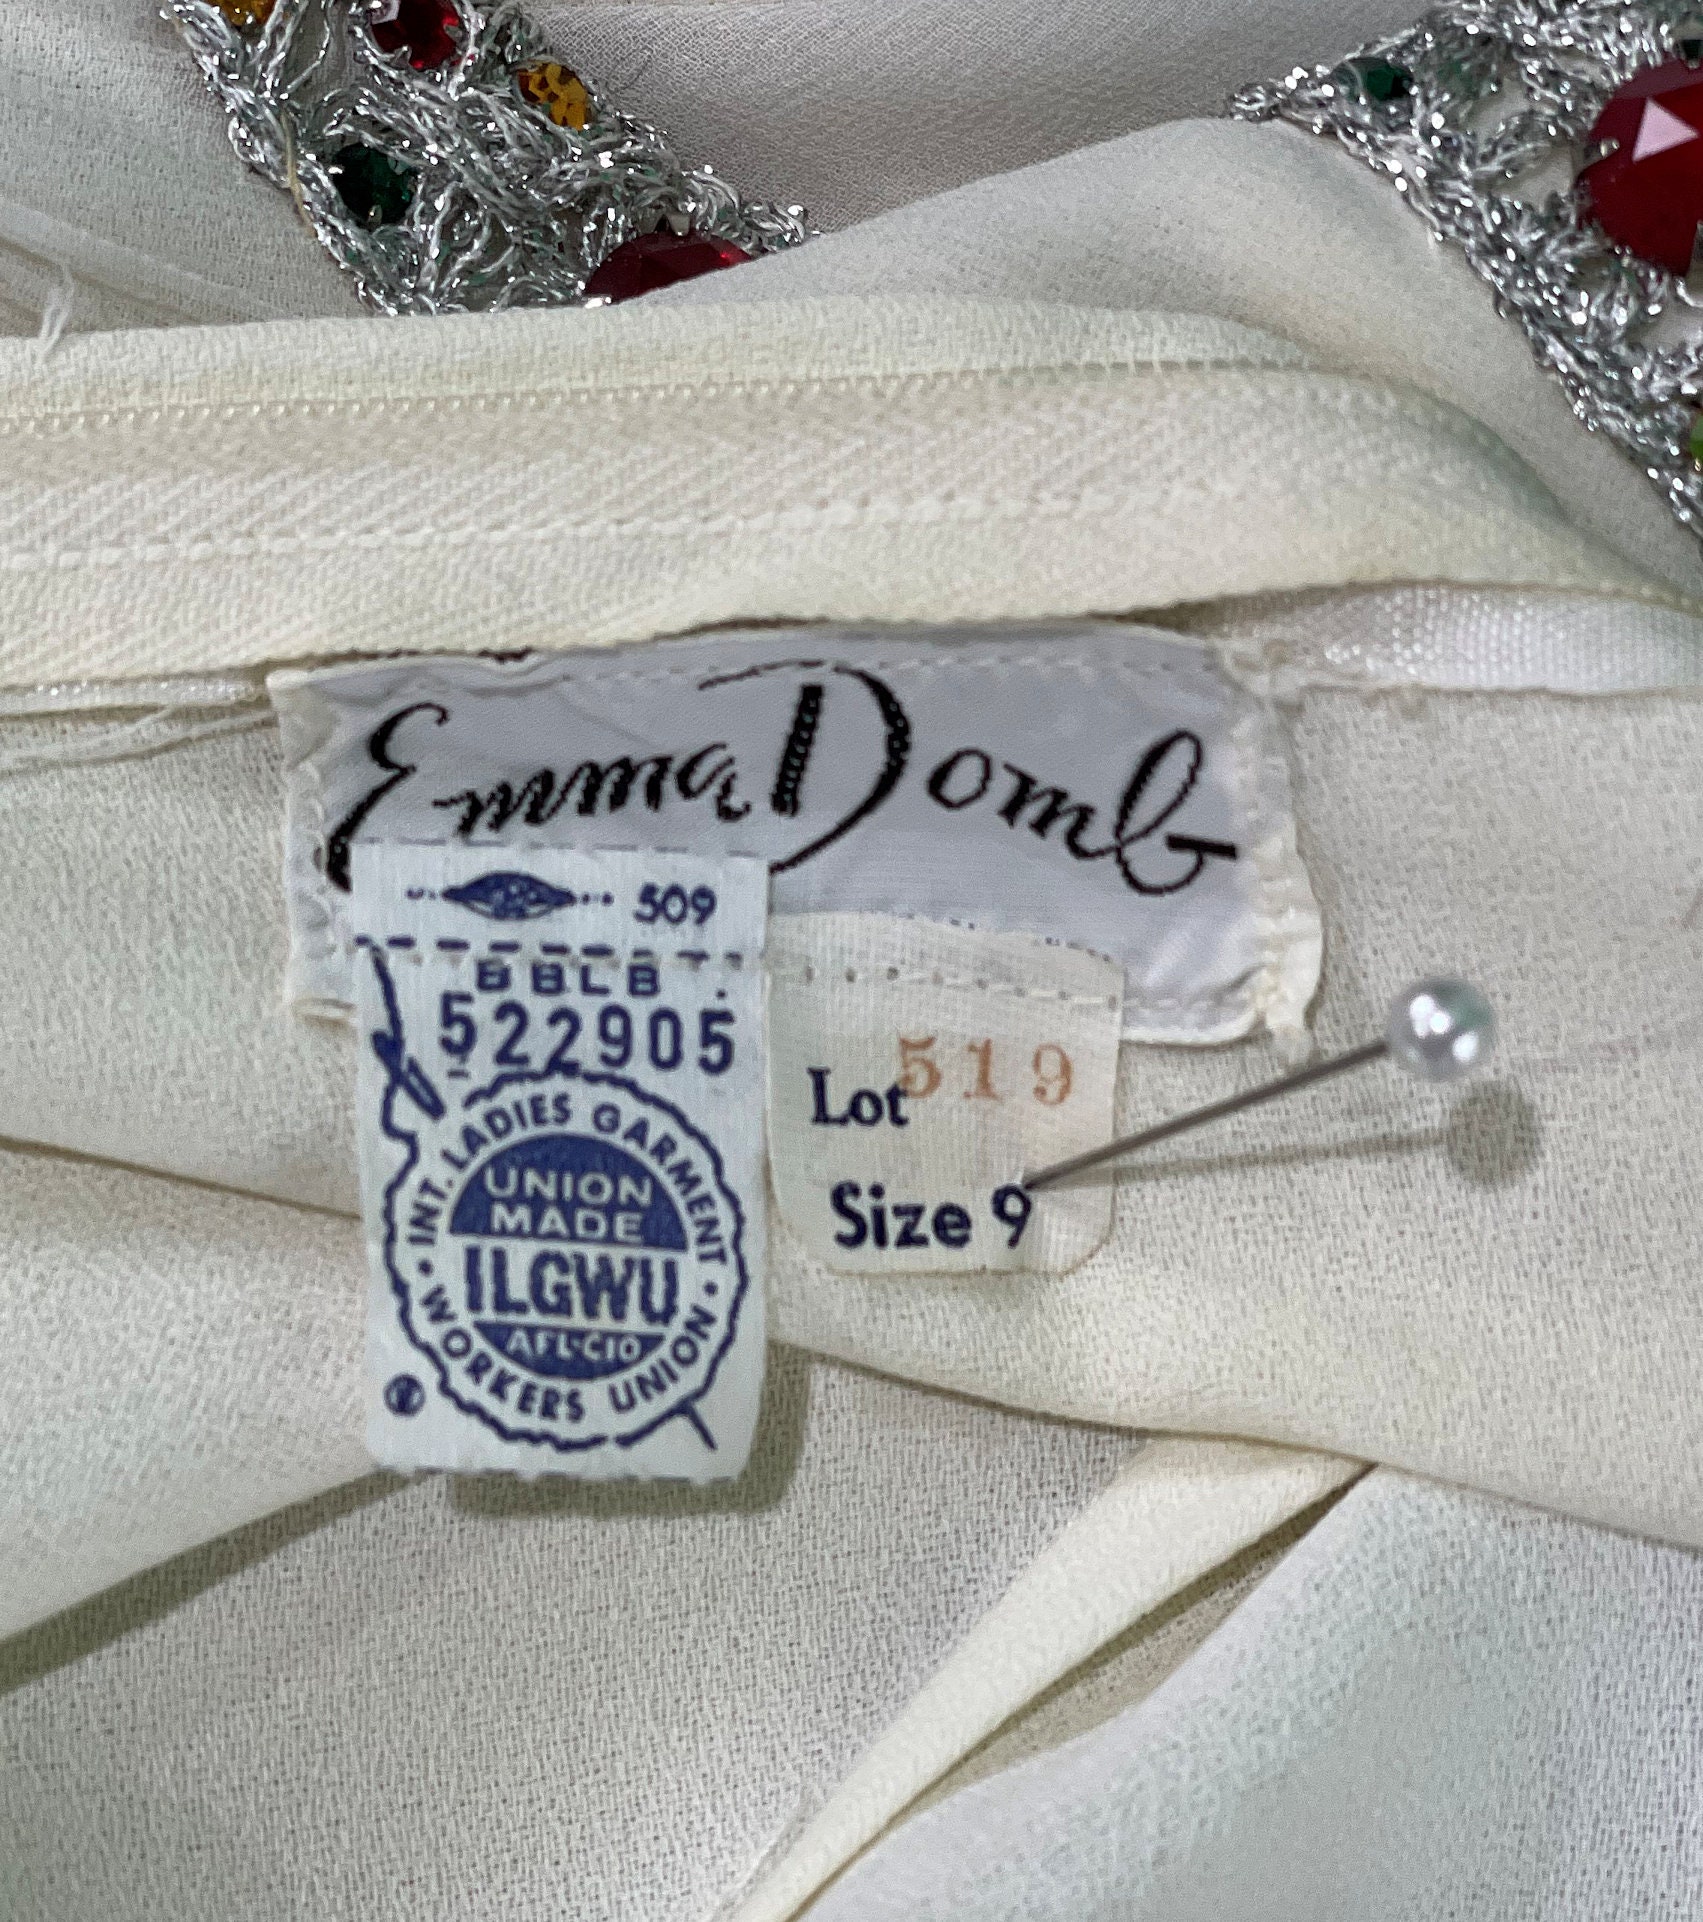 Emma Domb
509
BBLB
522905
INT. LADIES GARMENT
WORKERS UNION
UNION
MADE
ILGWU
AFL-CIO
Lot 519
Size 9